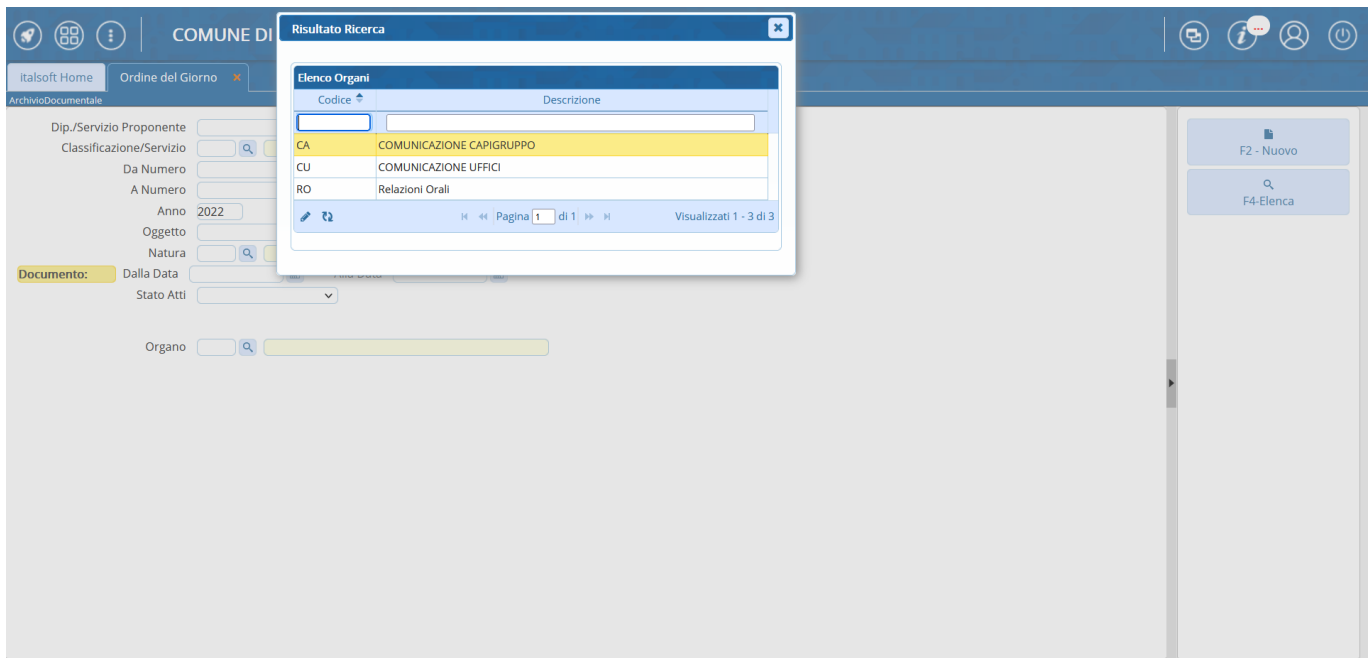 COMUNE DI
...
italsoft Home
Ordine del Giorno ×
ArchivioDocumentale
Risultato Ricerca
Elenco Organi
Codice Descrizione
CA COMUNICAZIONE CAPIGRUPPO
CU COMUNICAZIONE UFFICI
RO Relazioni Orali
Pagina 1 di 1 Visualizzati 1 - 3 di 3
Dip./Servizio Proponente
Classificazione/Servizio
Da Numero
A Numero
Anno 2022
Oggetto
Natura
Documento: Dalla Data Alla Data
Stato Atti
Organo
F2 - Nuovo
F4-Elenca